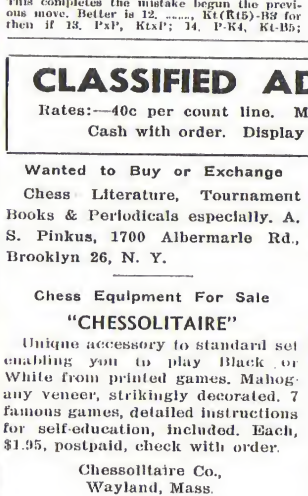 This completes the mistake begun the previ-
ous move. Better is 12. ......., Kt(Kt5)-B3 for
then if 13. PxP, KtxP; 14. P-K4, Kt-B5;
CLASSIFIED AD
Rates:—40c per count line. M
Cash with order. Display
Wanted to Buy or Exchange
Chess Literature, Tournament
Books & Periodicals especially. A.
S. Pinkus, 1700 Albermarle Rd.,
Brooklyn 26, N. Y.
Chess Equipment For Sale
"CHESSOLITAIRE"
Unique accessory to standard set
enabling you to play Black or
White from printed games. Mahog-
any veneer, strikingly decorated. 7
famous games, detailed instructions
for self-education, included. Each,
$1.95, postpaid, check with order.
Chessolitaire Co.,
Wayland, Mass.